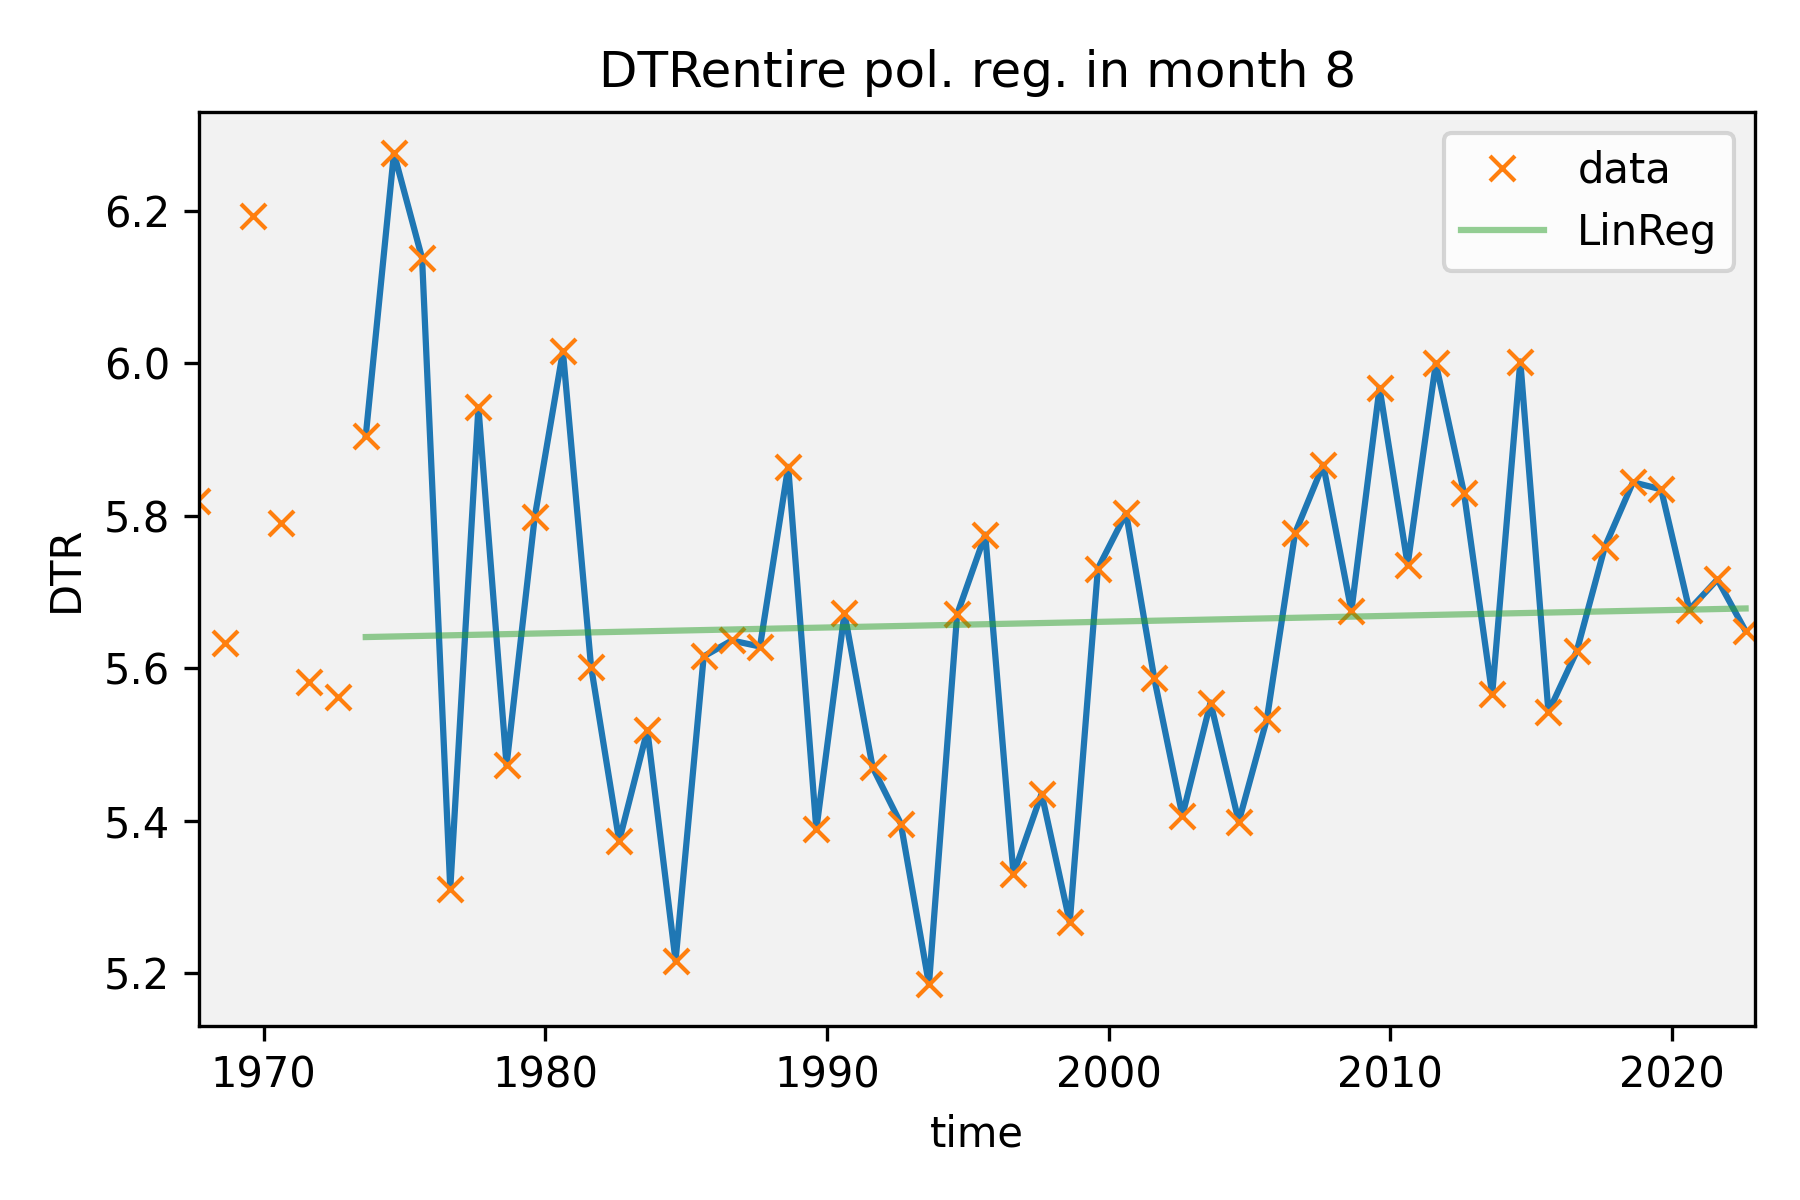 DTRentire pol. reg. in month 8
data
LinReg
6.2
6.0
5.8
5.6
5.4
5.2
DTR
1970 1980 1990 2000 2010 2020
time